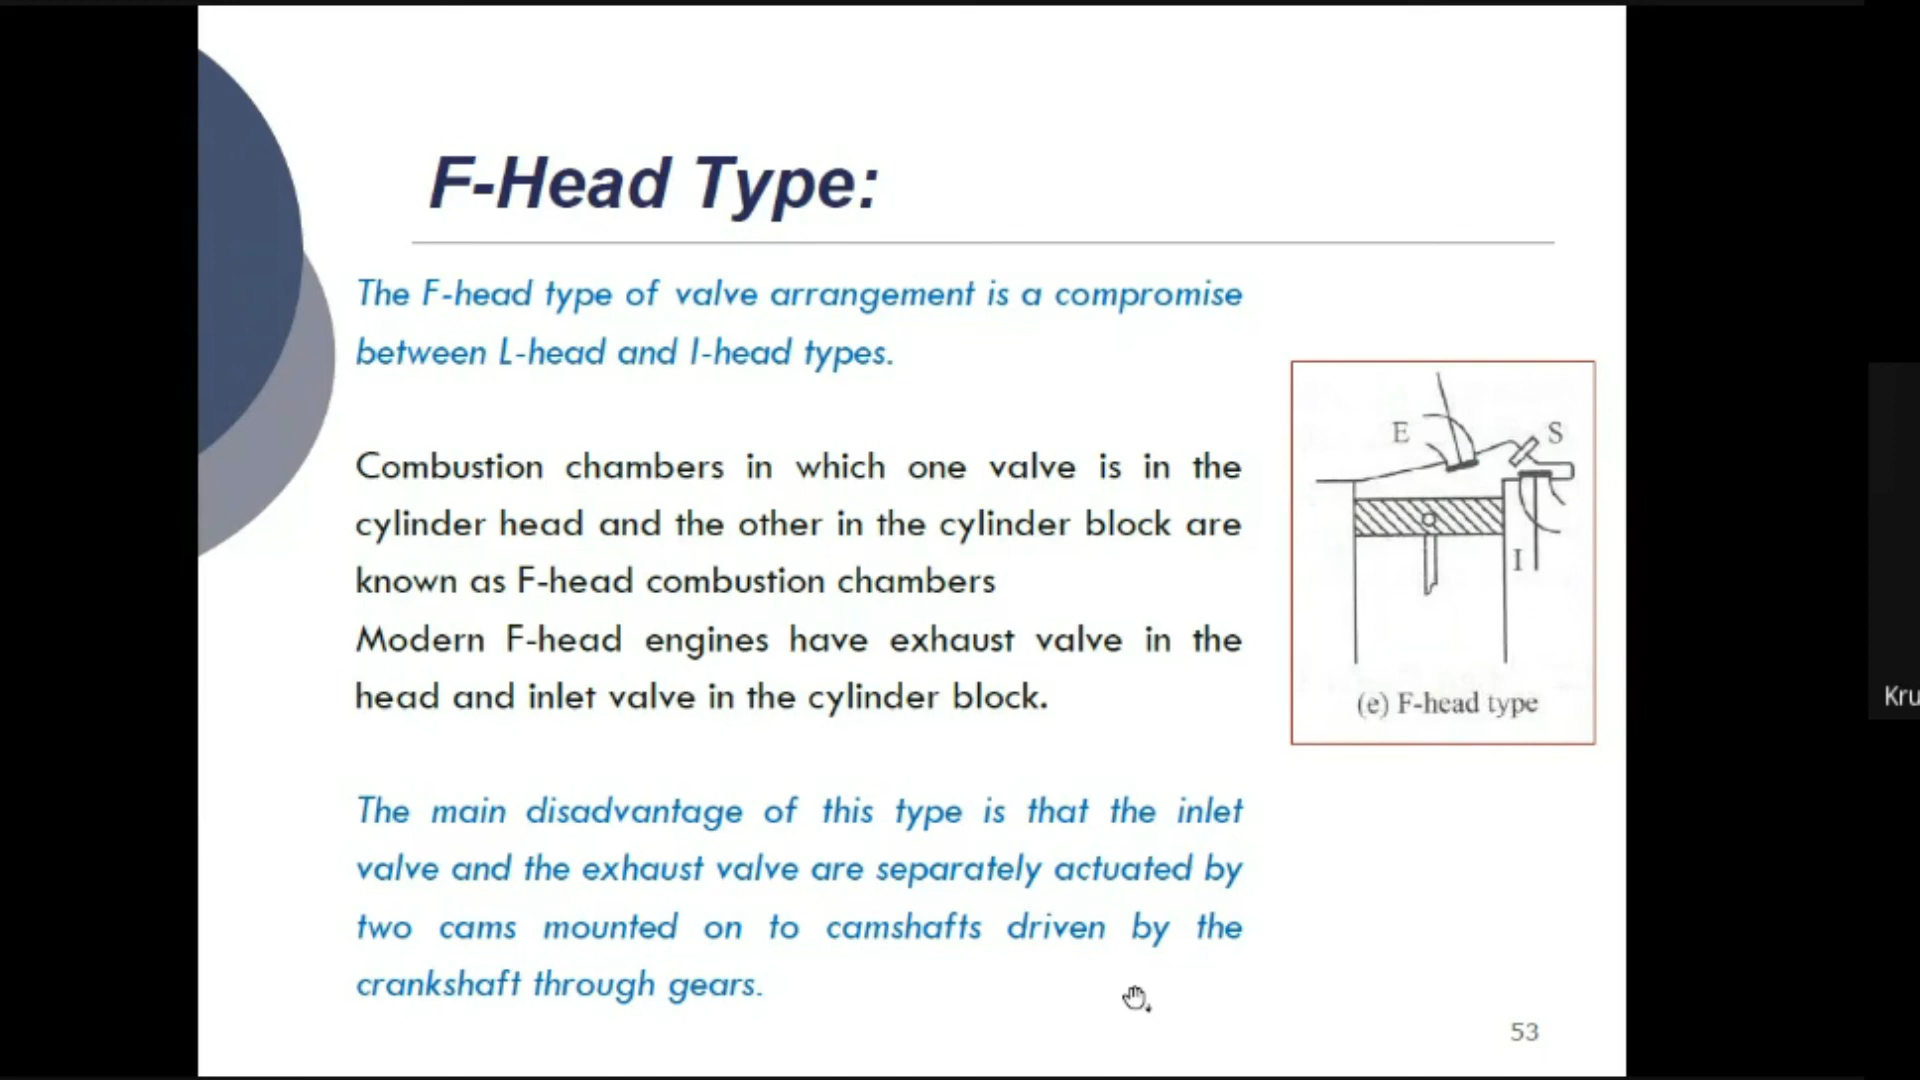 F-Head Type:
The F-head type of valve arrangement is a compromise
between L-head and I-head types.
Combustion chambers in which one valve is in the
cylinder head and the other in the cylinder block are
known as F-head combustion chambers
Modern F-head engines have exhaust valve in the
head and inlet valve in the cylinder block.
The main disadvantage of this type is that the inlet
valve and the exhaust valve are separately actuated by
two cams mounted on to camshafts driven by the
crankshaft through gears.
E
S
I
(e) F-head type
53
Kru